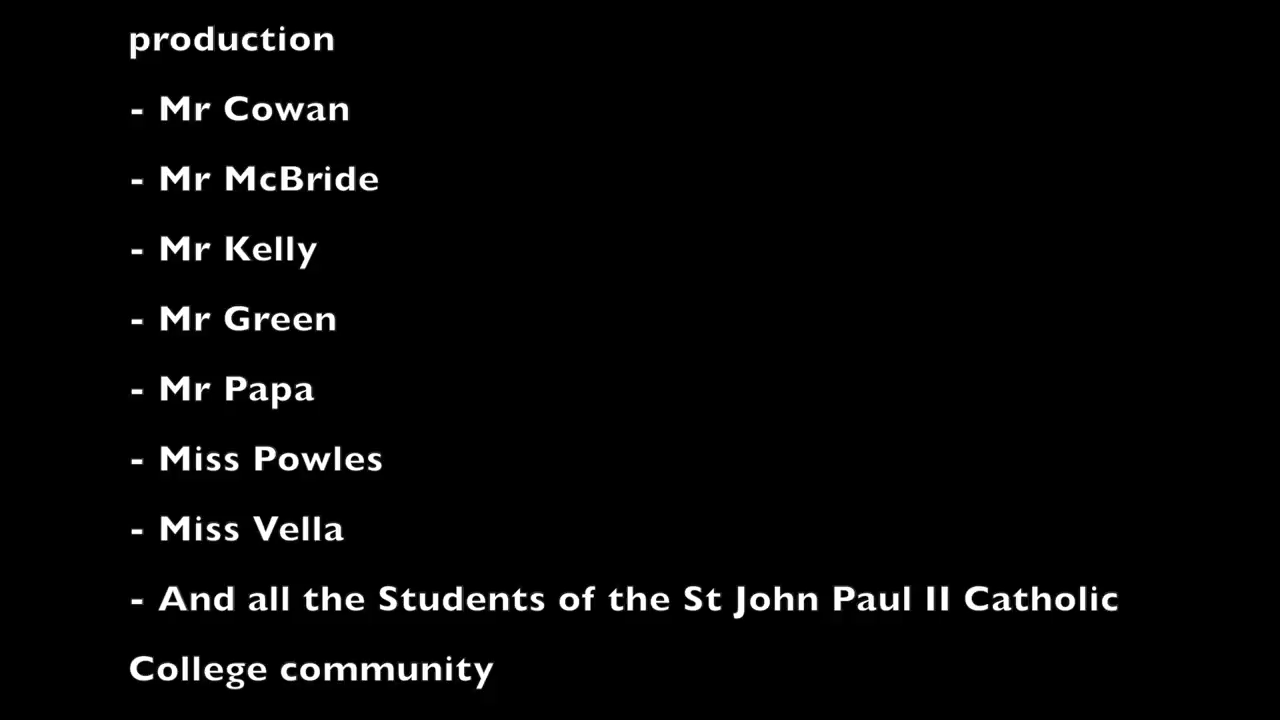 production
- Mr Cowan
- Mr McBride
- Mr Kelly
- Mr Green
- Mr Papa
- Miss Powles
- Miss Vella
- And all the Students of the St John Paul II Catholic
College community